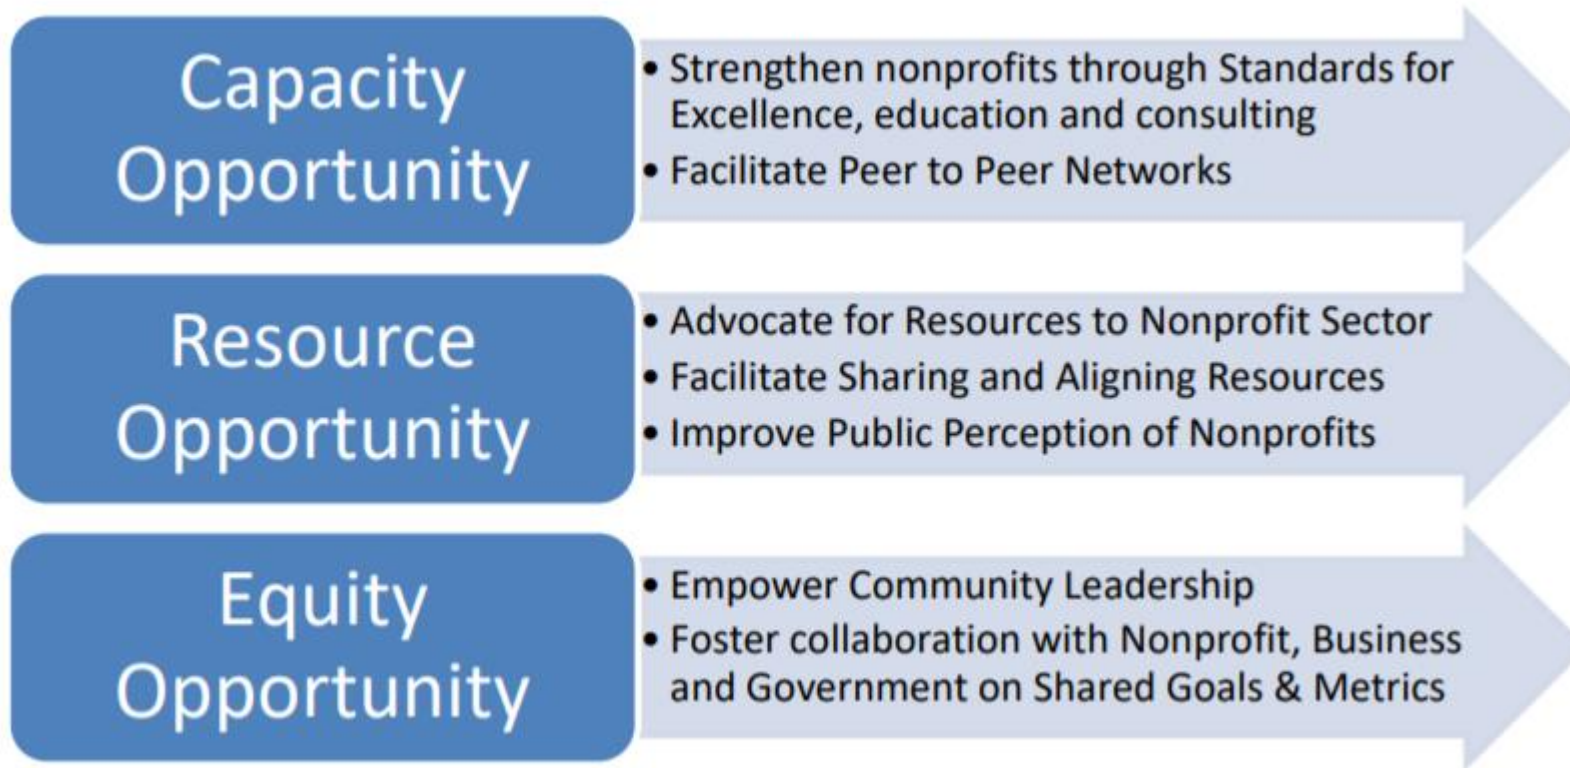 Capacity
Opportunity
• Strengthen nonprofits through Standards for
Excellence, education and consulting
• Facilitate Peer to Peer Networks
Resource
Opportunity
• Advocate for Resources to Nonprofit Sector
• Facilitate Sharing and Aligning Resources
• Improve Public Perception of Nonprofits
Equity
Opportunity
• Empower Community Leadership
• Foster collaboration with Nonprofit, Business
and Government on Shared Goals & Metrics